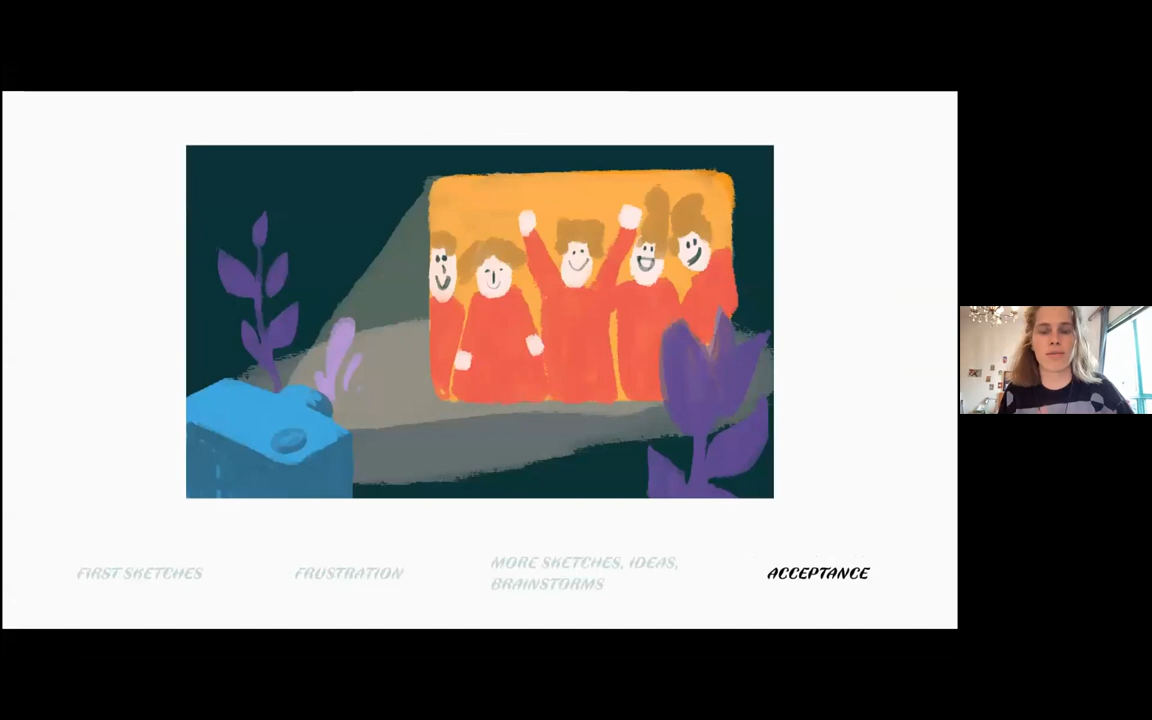 FIRST SKETCHES
FRUSTRATION
MORE SKETCHES, IDEAS,
BRAINSTORMS
ACCEPTANCE